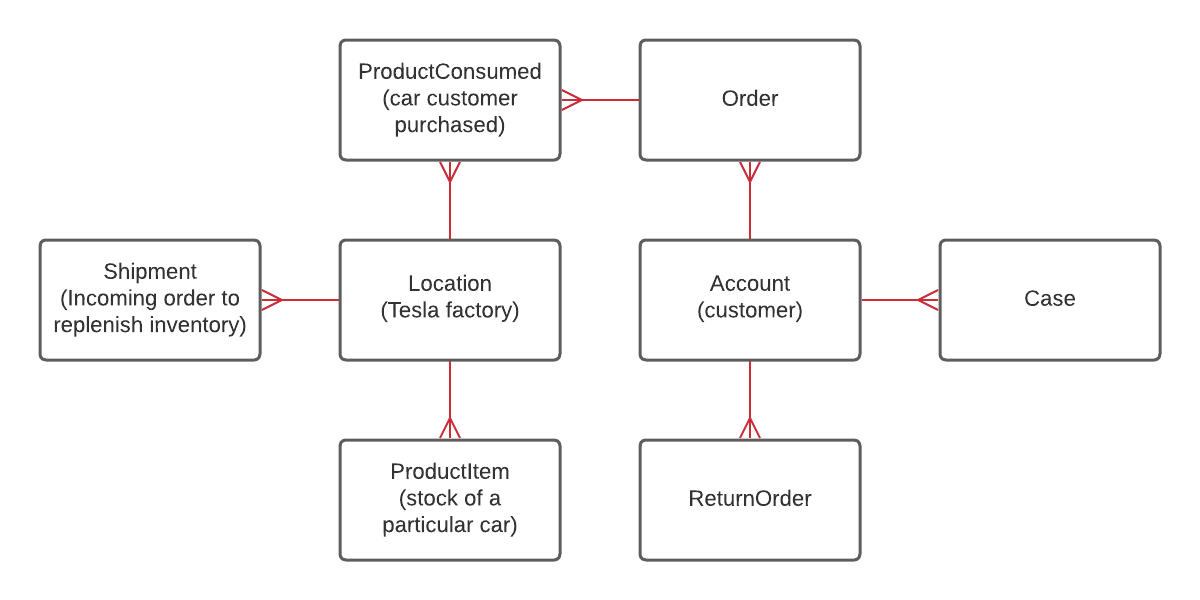 ProductConsumed
(car customer
purchased)
Order
Shipment
(Incoming order to
replenish inventory)
Location
(Tesla factory)
Account
(customer)
Case
ProductItem
(stock of a
particular car)
ReturnOrder